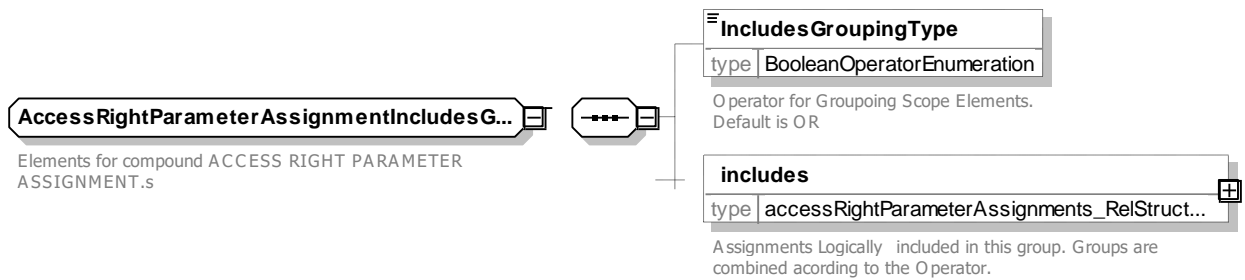 IncludesGroupingType
type BooleanOperatorEnumeration
Operator for Groupoing Scope Elements.
Default is OR
AccessRightParameterAssignmentIncludesG...
Elements for compound ACCESS RIGHT PARAMETER
ASSIGNMENT.s
includes
type accessRightParameterAssignments_RelStruct...
Assignments Logically included in this group. Groups are
combined acording to the Operator.